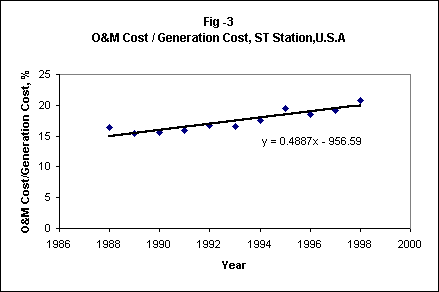 Fig -3
O&M Cost / Generation Cost, ST Station,U.S.A
O&M Cost/Generation Cost, %
25
20
15
10
5
0
y = 0.4887x - 956.59
1986 1988 1990 1992 1994 1996 1998 2000
Year